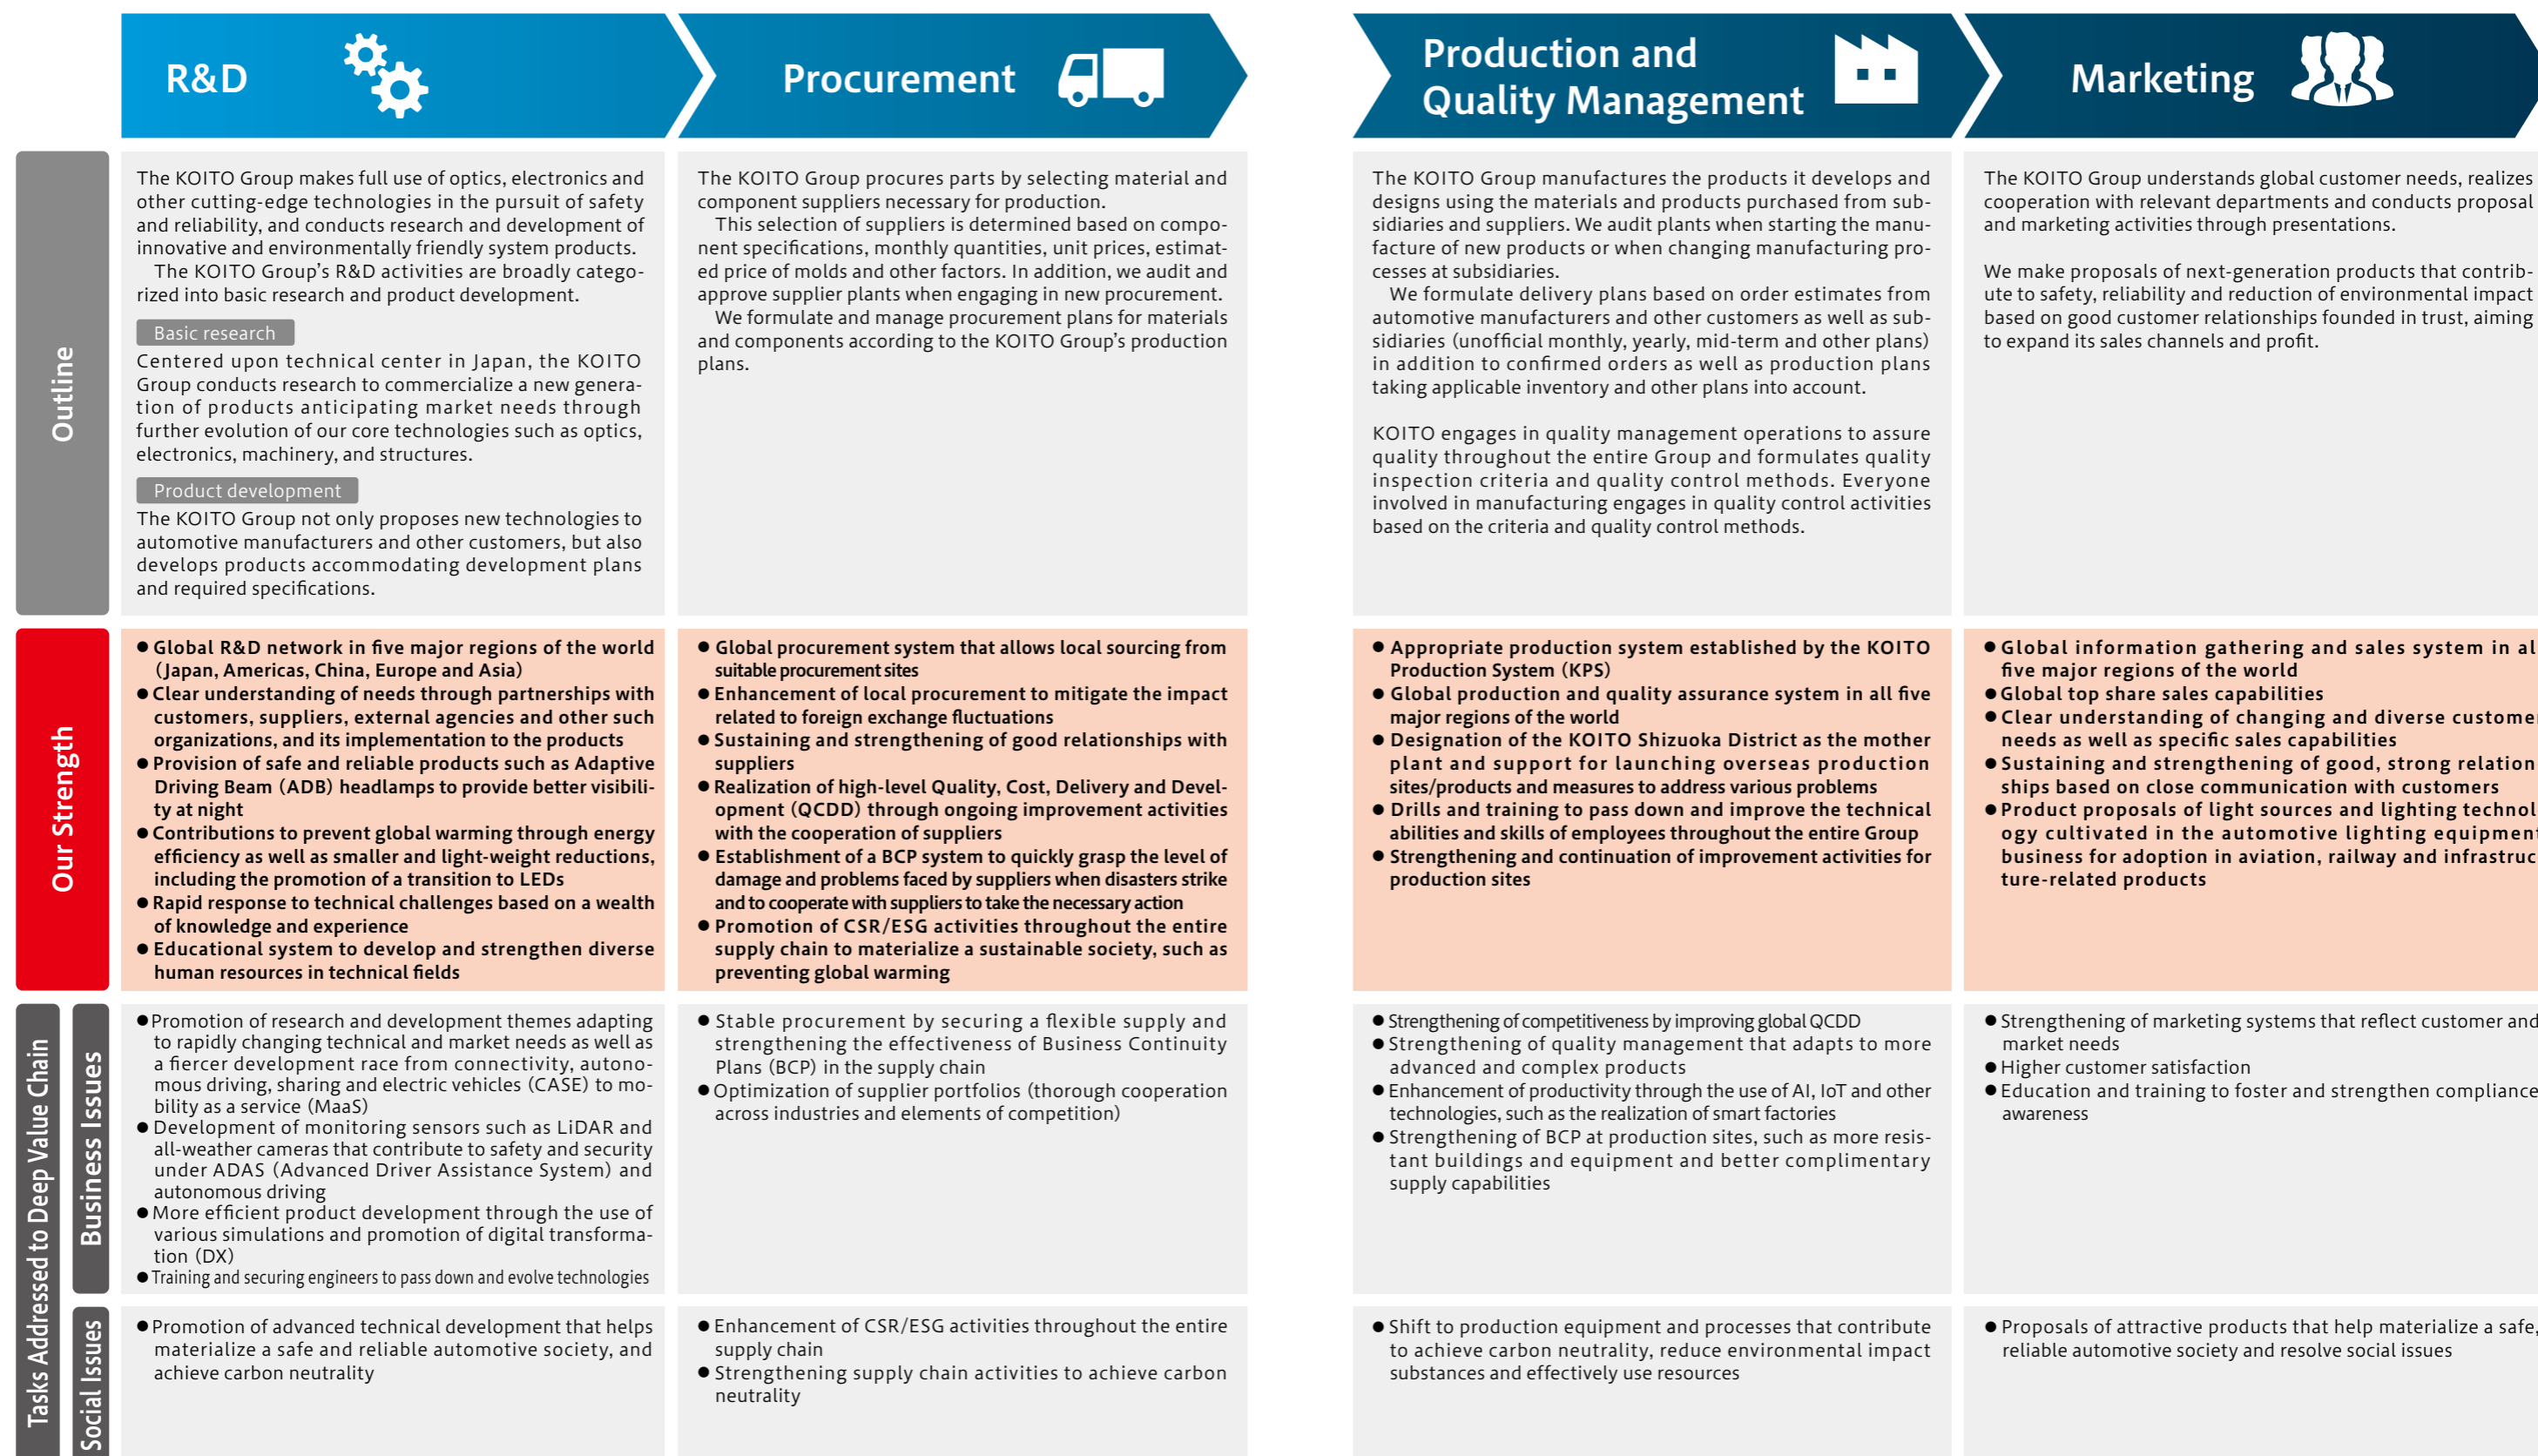 R&D
Procurement
Production and
Quality Management
Marketing
Outline
The KOITO Group makes full use of optics, electronics and
other cutting-edge technologies in the pursuit of safety
and reliability, and conducts research and development of
innovative and environmentally friendly system products.
The KOITO Group's R&D activities are broadly catego-
rized into basic research and product development.
Basic research
Centered upon technical center in Japan, the KOITO
Group conducts research to commercialize a new genera-
tion of products anticipating market needs through
further evolution of our core technologies such as optics,
electronics, machinery, and structures.
Product development
The KOITO Group not only proposes new technologies to
automotive manufacturers and other customers, but also
develops products accommodating development plans
and required specifications.
The KOITO Group procures parts by selecting material and
component suppliers necessary for production.
This selection of suppliers is determined based on compo-
nent specifications, monthly quantities, unit prices, estimat-
ed price of molds and other factors. In addition, we audit and
approve supplier plants when engaging in new procurement.
We formulate and manage procurement plans for materials
and components according to the KOITO Group's production
plans.
The KOITO Group manufactures the products it develops and
designs using the materials and products purchased from sub-
sidiaries and suppliers. We audit plants when starting the manu-
facture of new products or when changing manufacturing pro-
cesses at subsidiaries.
We formulate delivery plans based on order estimates from
automotive manufacturers and other customers as well as sub-
sidiaries (unofficial monthly, yearly, mid-term and other plans)
in addition to confirmed orders as well as production plans
taking applicable inventory and other plans into account.
KOITO engages in quality management operations to assure
quality throughout the entire Group and formulates quality
inspection criteria and quality control methods. Everyone
involved in manufacturing engages in quality control activities
based on the criteria and quality control methods.
The KOITO Group understands global customer needs, realizes
cooperation with relevant departments and conducts proposal
and marketing activities through presentations.
We make proposals of next-generation products that contrib-
ute to safety, reliability and reduction of environmental impact
based on good customer relationships founded in trust, aiming
to expand its sales channels and profit.
Our Strength
● Global R&D network in five major regions of the world
(Japan, Americas, China, Europe and Asia)
● Clear understanding of needs through partnerships with
customers, suppliers, external agencies and other such
organizations, and its implementation to the products
● Provision of safe and reliable products such as Adaptive
Driving Beam (ADB) headlamps to provide better visibili-
ty at night
● Contributions to prevent global warming through energy
efficiency as well as smaller and light-weight reductions,
including the promotion of a transition to LEDs
● Rapid response to technical challenges based on a wealth
of knowledge and experience
● Educational system to develop and strengthen diverse
human resources in technical fields
● Global procurement system that allows local sourcing from
suitable procurement sites
● Enhancement of local procurement to mitigate the impact
related to foreign exchange fluctuations
● Sustaining and strengthening of good relationships with
suppliers
● Realization of high-level Quality, Cost, Delivery and Devel-
opment (QCDD) through ongoing improvement activities
with the cooperation of suppliers
● Establishment of a BCP system to quickly grasp the level of
damage and problems faced by suppliers when disasters strike
and to cooperate with suppliers to take the necessary action
● Promotion of CSR/ESG activities throughout the entire
supply chain to materialize a sustainable society, such as
preventing global warming
● Appropriate production system established by the KOITO
Production System (KPS)
● Global production and quality assurance system in all five
major regions of the world
● Designation of the KOITO Shizuoka District as the mother
plant and support for launching overseas production
sites/products and measures to address various problems
● Drills and training to pass down and improve the technical
abilities and skills of employees throughout the entire Group
● Strengthening and continuation of improvement activities for
production sites
● Global information gathering and sales system in al
five major regions of the world
● Global top share sales capabilities
● Clear understanding of changing and diverse custome
needs as well as specific sales capabilities
● Sustaining and strengthening of good, strong relation
ships based on close communication with customers
● Product proposals of light sources and lighting technol
ogy cultivated in the automotive lighting equipment
business for adoption in aviation, railway and infrastruc
ture-related products
Tasks Addressed to Deep Value Chain
Business Issues
● Promotion of research and development themes adapting
to rapidly changing technical and market needs as well as
a fiercer development race from connectivity, autono-
mous driving, sharing and electric vehicles (CASE) to mo-
bility as a service (MaaS)
● Development of monitoring sensors such as LiDAR and
all-weather cameras that contribute to safety and security
under ADAS (Advanced Driver Assistance System) and
autonomous driving
● More efficient product development through the use of
various simulations and promotion of digital transforma-
tion (DX)
● Training and securing engineers to pass down and evolve technologies
● Stable procurement by securing a flexible supply and
strengthening the effectiveness of Business Continuity
Plans (BCP) in the supply chain
● Optimization of supplier portfolios (thorough cooperation
across industries and elements of competition)
● Strengthening of competitiveness by improving global QCDD
● Strengthening of quality management that adapts to more
advanced and complex products
● Enhancement of productivity through the use of AI, IoT and other
technologies, such as the realization of smart factories
● Strengthening of BCP at production sites, such as more resis-
tant buildings and equipment and better complimentary
supply capabilities
● Strengthening of marketing systems that reflect customer and
market needs
● Higher customer satisfaction
● Education and training to foster and strengthen compliance
awareness
Social Issues
● Promotion of advanced technical development that helps
materialize a safe and reliable automotive society, and
achieve carbon neutrality
● Enhancement of CSR/ESG activities throughout the entire
supply chain
● Strengthening supply chain activities to achieve carbon
neutrality
● Shift to production equipment and processes that contribute
to achieve carbon neutrality, reduce environmental impact
substances and effectively use resources
● Proposals of attractive products that help materialize a safe,
reliable automotive society and resolve social issues